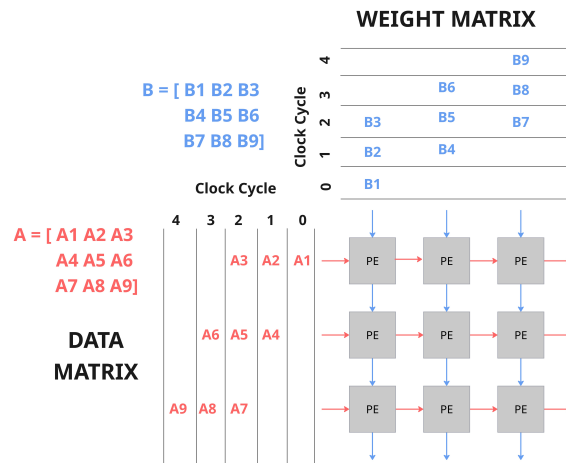 WEIGHT MATRIX
4 B9
B = [ B1 B2 B3
B4 B5 B6
B7 B8 B9]
Clock Cycle
3 B6 B8
2 B3 B5 B7
1 B2 B4
0 B1
Clock Cycle
4 3 2 1 0
A = [ A1 A2 A3
A4 A5 A6
A7 A8 A9]
A3 A2 A1 PE PE PE
DATA
MATRIX
A6 A5 A4 PE PE PE
A9 A8 A7 PE PE PE